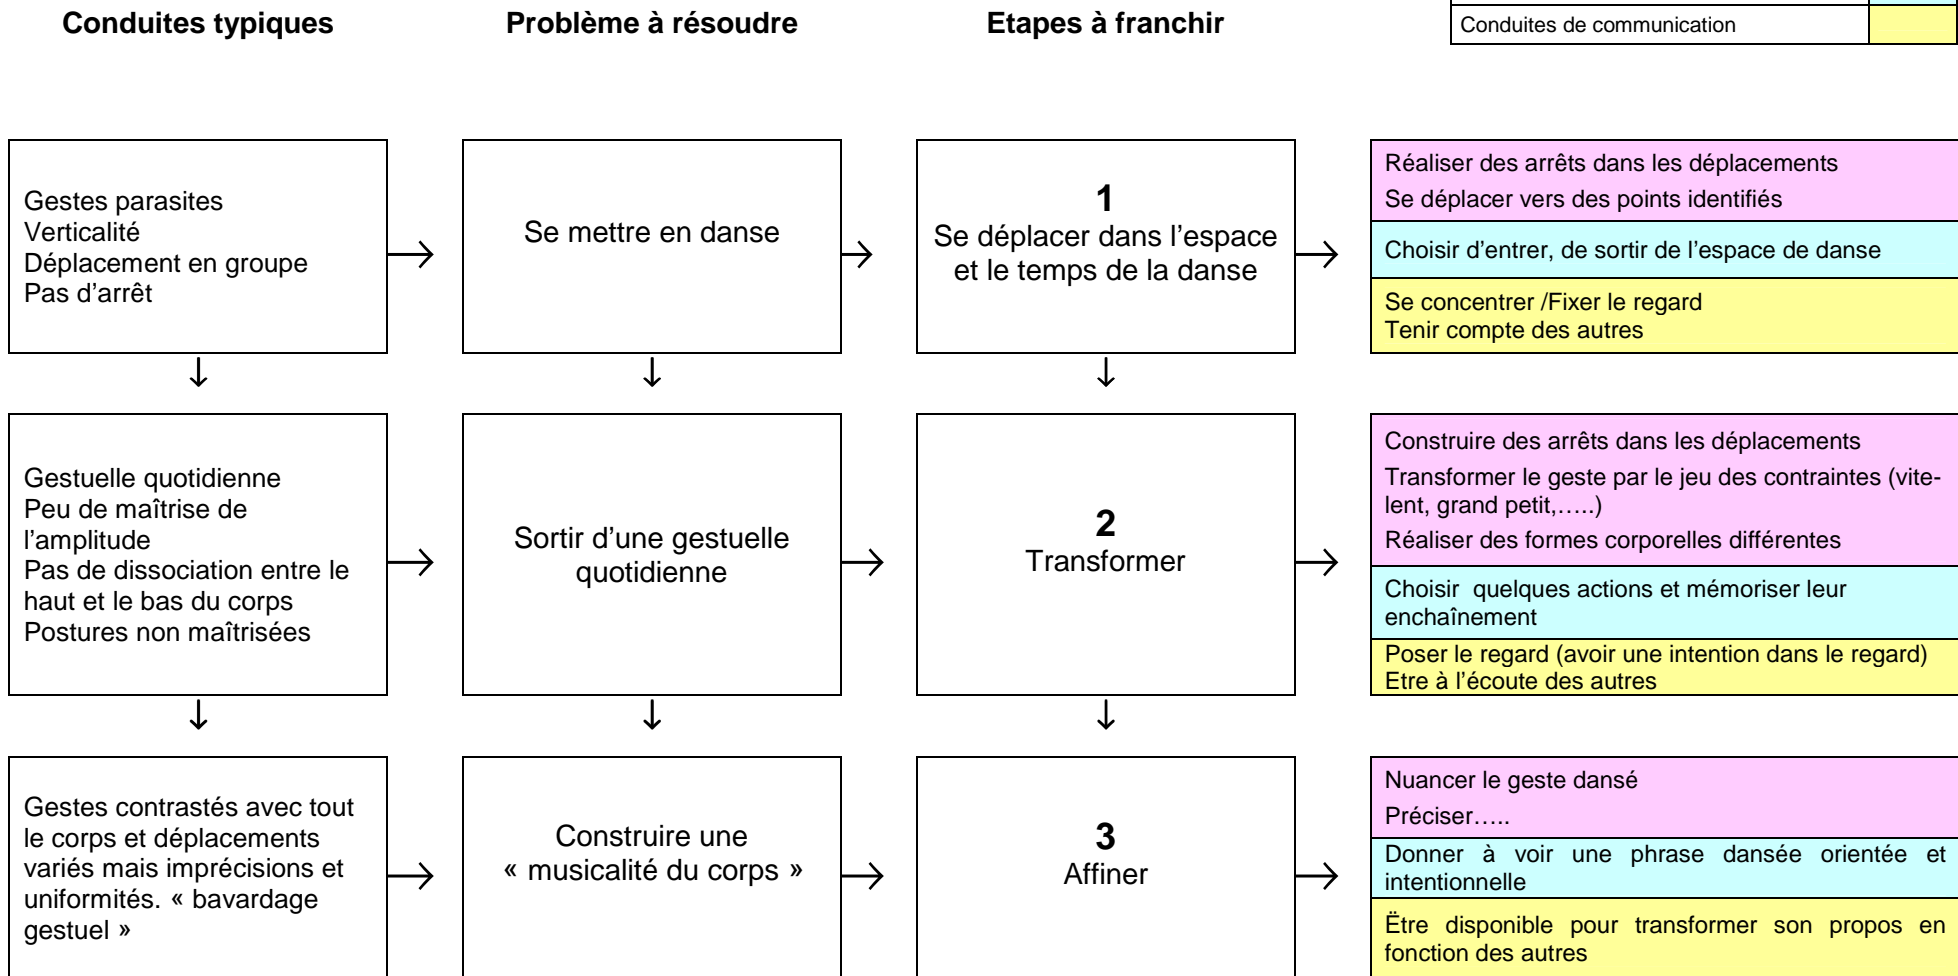 Conduites typiques
Problème à résoudre
Etapes à franchir
Conduites de communication
Gestes parasites
Verticalité
Déplacement en groupe
Pas d'arrêt
Se mettre en danse
1
Se déplacer dans l'espace
et le temps de la danse
Réaliser des arrêts dans les déplacements
Se déplacer vers des points identifiés
Choisir d'entrer, de sortir de l'espace de danse
Se concentrer /Fixer le regard
Tenir compte des autres
Gestuelle quotidienne
Peu de maîtrise de
l'amplitude
Pas de dissociation entre le
haut et le bas du corps
Postures non maîtrisées
Sortir d'une gestuelle
quotidienne
2
Transformer
Construire des arrêts dans les déplacements
Transformer le geste par le jeu des contraintes (vite-
lent, grand petit,…..)
Réaliser des formes corporelles différentes
Choisir  quelques actions et mémoriser leur
enchaînement
Poser le regard (avoir une intention dans le regard)
Etre à l'écoute des autres
Gestes contrastés avec tout
le corps et déplacements
variés mais imprécisions et
uniformités. « bavardage
gestuel »
Construire une
« musicalité du corps »
3
Affiner
Nuancer le geste dansé
Préciser…..
Donner à voir une phrase dansée orientée et
intentionnelle
Ëtre disponible pour transformer son propos en
fonction des autres